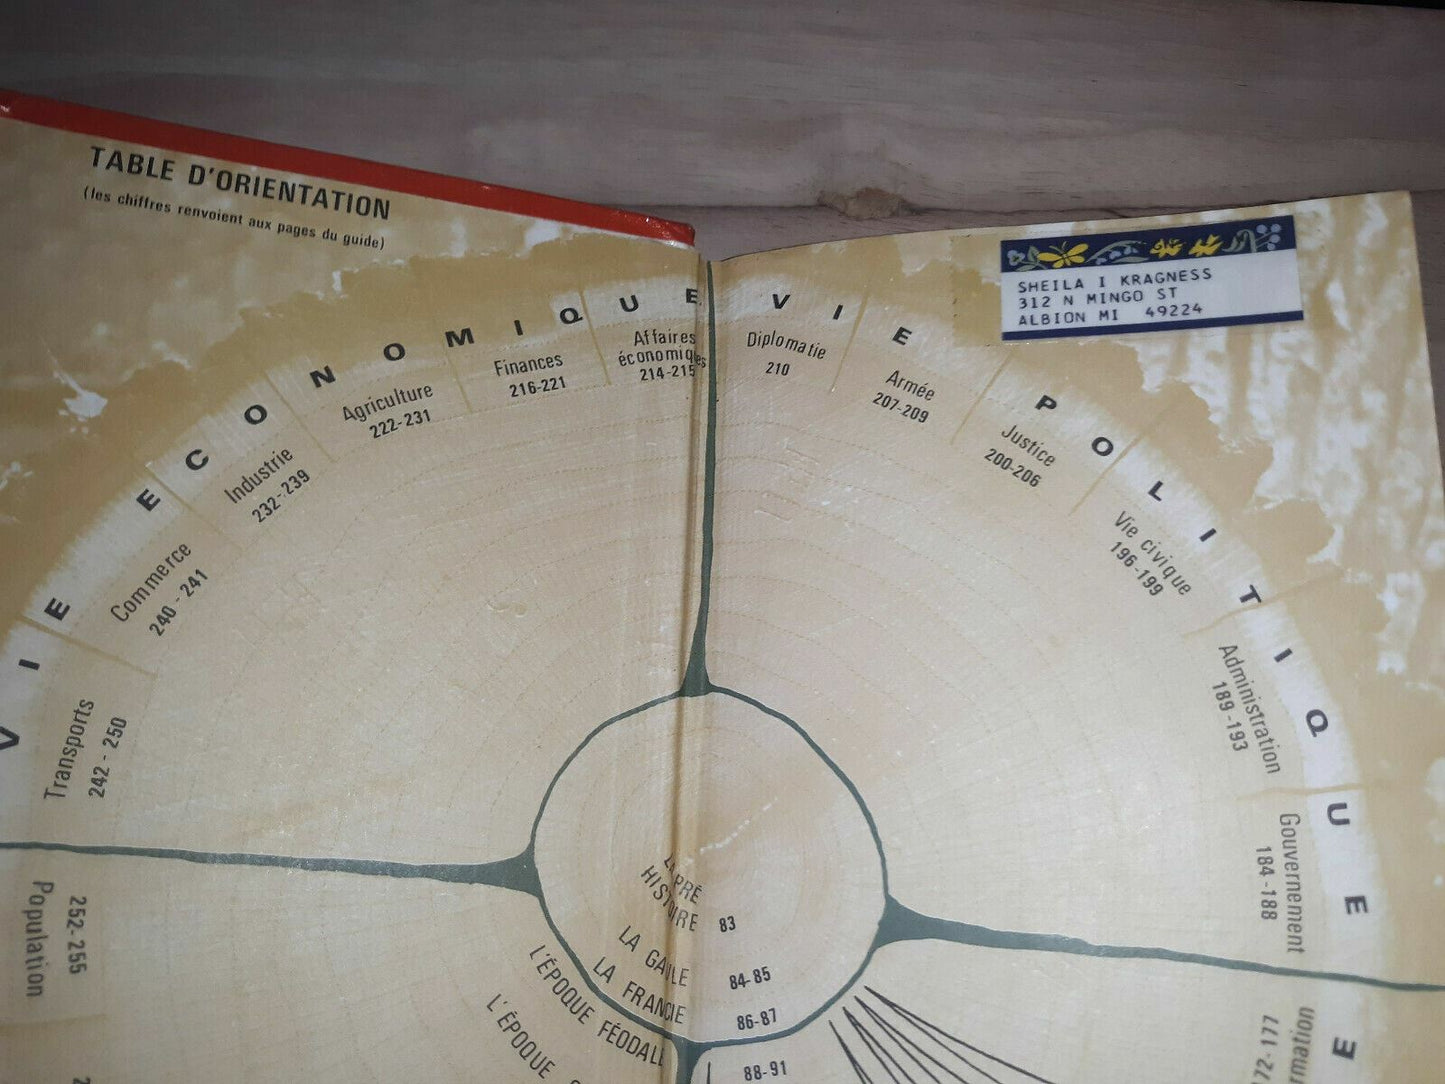 TABLE D'ORIENTATION
(les chiffres renvoient aux pages du guide)
SHEILA I KRAGNESS
312 N MINGO ST
ALBION MI 49224
VIE ECONOMIQUE
VIE POLITIQUE
Transports
242 - 250
Commerce
240 - 241
Industrie
232-239
Agriculture
222-231
Finances
216-221
Affaires
économiques
214-215
Diplomatie
210
Armée
207-209
Justice
200-206
Vie civique
196-199
Administration
189-193
Gouvernement
184-188
Population
252-255
LA PRÉ
HISTOIRE 83
LA GAULE 84-85
LA FRANCIE 86-87
L'ÉPOQUE FÉODALE 88-91
L'ÉPOQUE
72-177
rmation
E